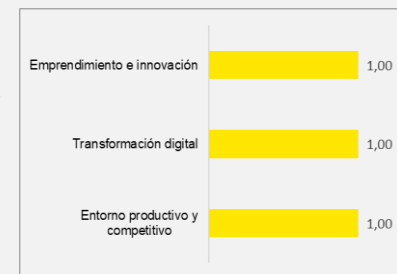 Emprendimiento e innovación
1,00
Transformación digital
1,00
Entorno productivo y
competitivo
1,00